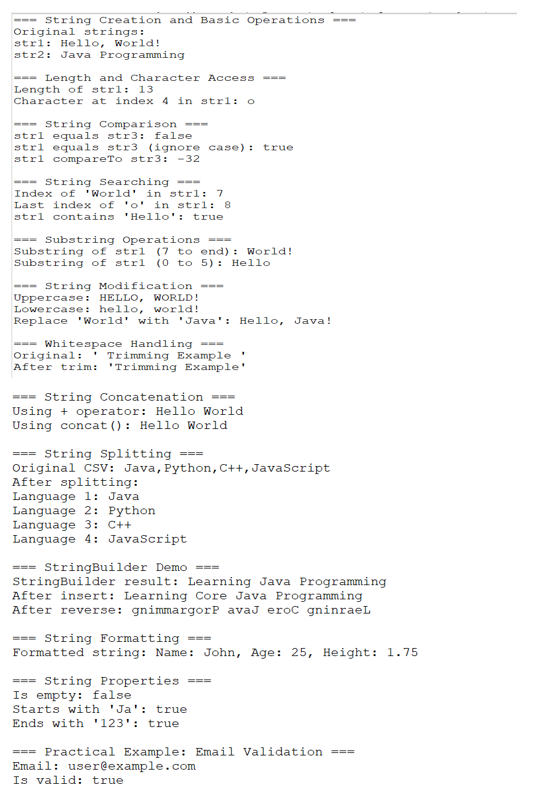 === String Creation and Basic Operations ===
Original strings:
str1: Hello, World!
str2: Java Programming
=== Length and Character Access ===
Length of str1: 13
Character at index 4 in str1: o
=== String Comparison ===
str1 equals str3: false
str1 equals str3 (ignore case): true
str1 compareTo str3: -32
=== String Searching ===
Index of 'World' in str1: 7
Last index of 'o' in str1: 8
str1 contains 'Hello': true
=== Substring Operations ===
Substring of str1 (7 to end): World!
Substring of str1 (0 to 5): Hello
=== String Modification ===
Uppercase: HELLO, WORLD!
Lowercase: hello, world!
Replace 'World' with 'Java': Hello, Java!
=== Whitespace Handling ===
Original: ' Trimming Example '
After trim: 'Trimming Example'
=== String Concatenation ===
Using + operator: Hello World
Using concat(): Hello World
=== String Splitting ===
Original CSV: Java,Python,C++,JavaScript
After splitting:
Language 1: Java
Language 2: Python
Language 3: C++
Language 4: JavaScript
=== StringBuilder Demo ===
StringBuilder result: Learning Java Programming
After insert: Learning Core Java Programming
After reverse: gnimmargorP avaJ eroC gninraeL
=== String Formatting ===
Formatted string: Name: John, Age: 25, Height: 1.75
=== String Properties ===
Is empty: false
Starts with 'Ja': true
Ends with '123': true
=== Practical Example: Email Validation ===
Email: user@example.com
Is valid: true